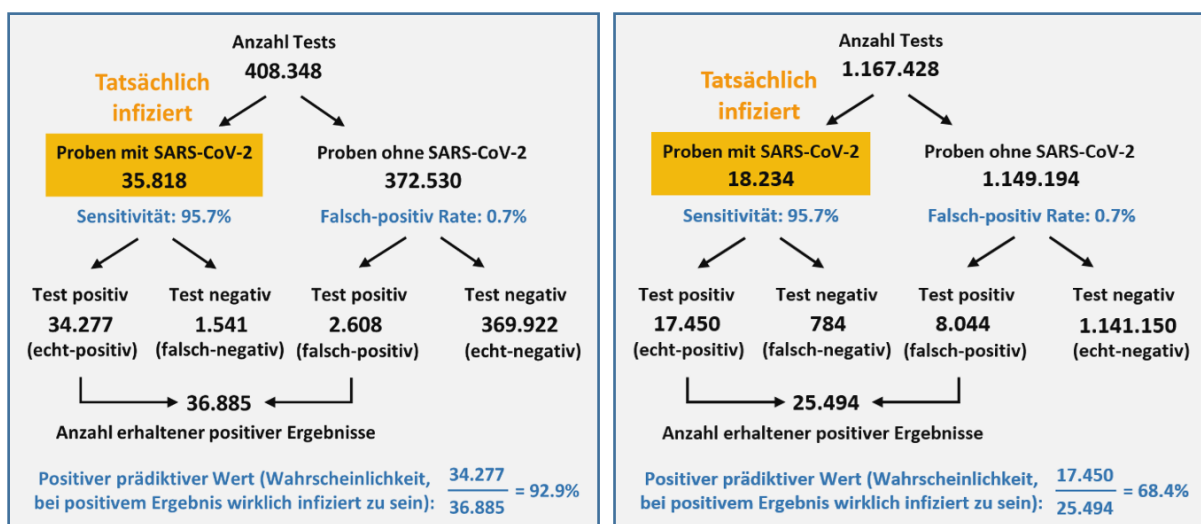 Anzahl Tests
408.348
Tatsächlich
infiziert
Proben mit SARS-CoV-2
35.818
Proben ohne SARS-CoV-2
372.530
Sensitivität: 95.7%
Falsch-positiv Rate: 0.7%
Test positiv
34.277
(echt-positiv)
Test negativ
1.541
(falsch-negativ)
Test positiv
2.608
(falsch-positiv)
Test negativ
369.922
(echt-negativ)
36.885
Anzahl erhaltener positiver Ergebnisse
Positiver prädiktiver Wert (Wahrscheinlichkeit,
bei positivem Ergebnis wirklich infiziert zu sein):
34.277
36.885
= 92.9%
Anzahl Tests
1.167.428
Tatsächlich
infiziert
Proben mit SARS-CoV-2
18.234
Proben ohne SARS-CoV-2
1.149.194
Sensitivität: 95.7%
Falsch-positiv Rate: 0.7%
Test positiv
17.450
(echt-positiv)
Test negativ
784
(falsch-negativ)
Test positiv
8.044
(falsch-positiv)
Test negativ
1.141.150
(echt-negativ)
25.494
Anzahl erhaltener positiver Ergebnisse
Positiver prädiktiver Wert (Wahrscheinlichkeit,
bei positivem Ergebnis wirklich infiziert zu sein):
17.450
25.494
= 68.4%